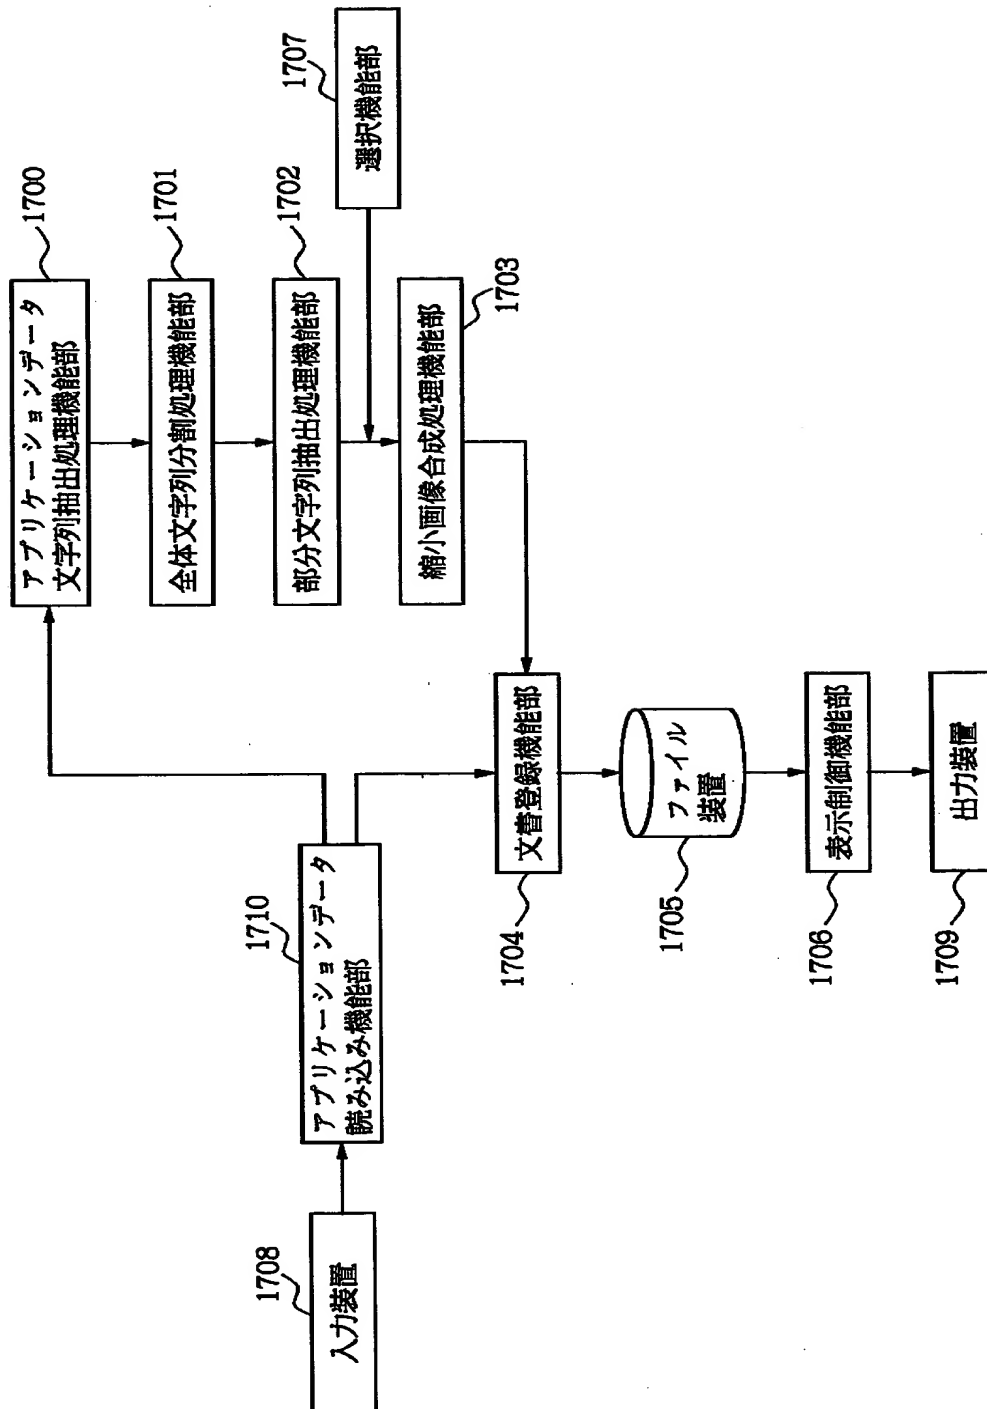 1700
アプリケーションデータ
文字列抽出処理機能部
1701
全体文字列分割処理機能部
1702
部分文字列抽出処理機能部
1707
選択機能部
1703
縮小画像合成処理機能部
1708
入力装置
1710
アプリケーションデータ
読み込み機能部
1704
文書登録機能部
1705
ファイル
装置
1706
表示制御機能部
1709
出力装置